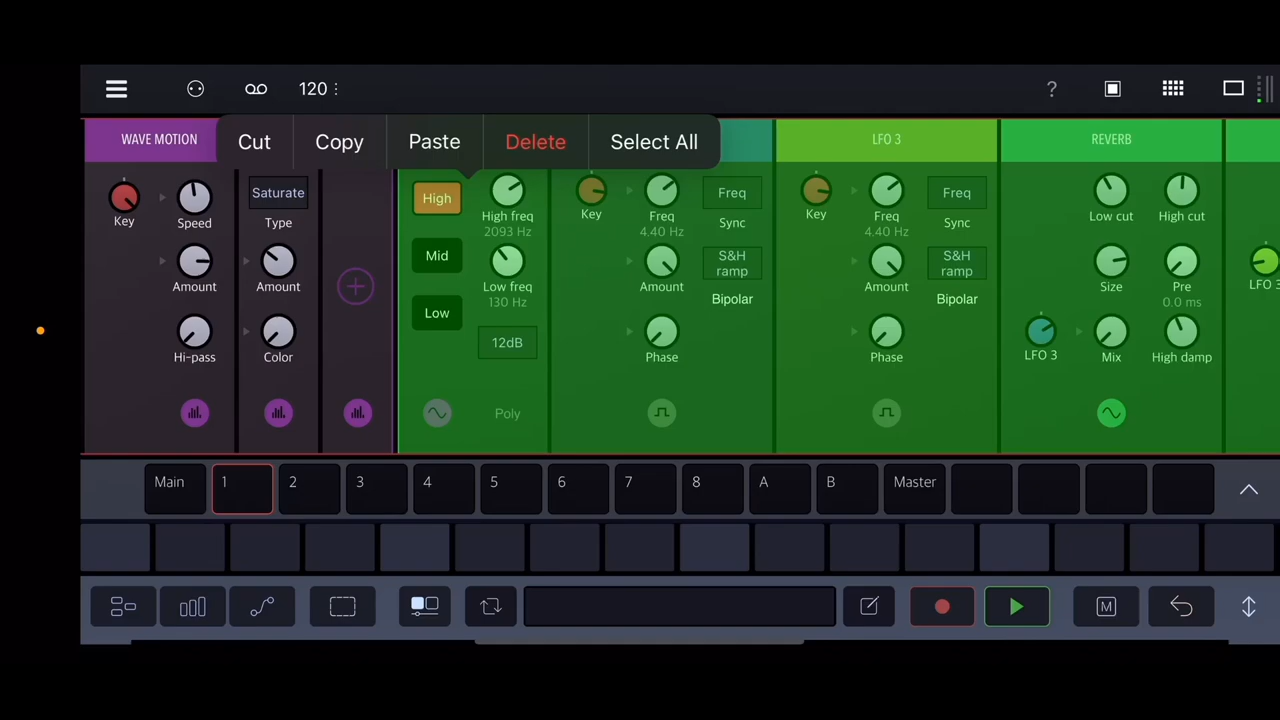 120
?
WAVE MOTION
Cut
Copy
Paste
Delete
Select All
LFO 3
REVERB
Key
Speed
Saturate
Type
Amount
Amount
Hi-pass
Color
High
Mid
Low
High freq
2093 Hz
Low freq
130 Hz
12dB
Poly
Key
Freq
4.40 Hz
Amount
Phase
Freq
Sync
S&H
ramp
Bipolar
Key
Freq
4.40 Hz
Amount
Phase
Freq
Sync
S&H
ramp
Bipolar
Low cut
High cut
Size
Pre
0.0 ms
LFO 3
Mix
High damp
LFO 3
Main
1
2
3
4
5
6
7
8
A
B
Master
M